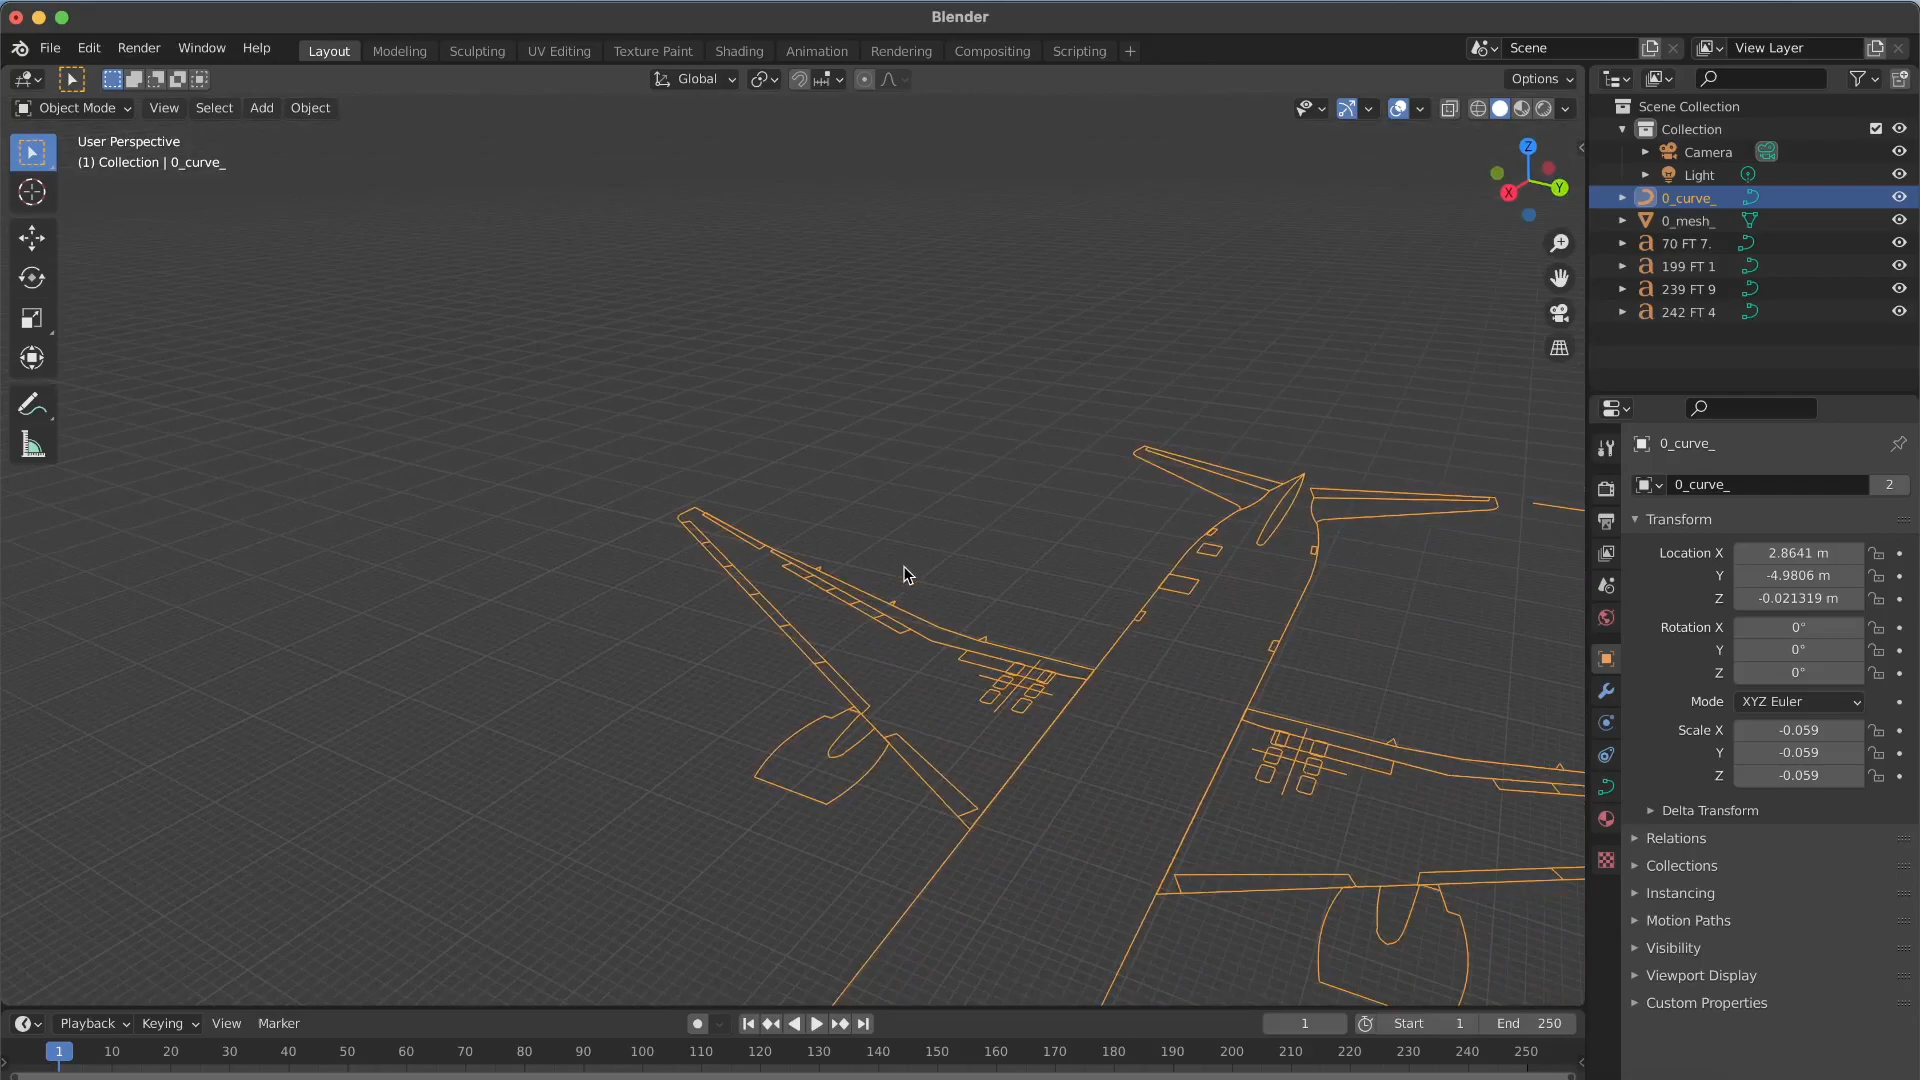 Blender
File Edit Render Window Help Layout Modeling Sculpting UV Editing Texture Paint Shading Animation Rendering Compositing Scripting + Scene View Layer
Global Options
Object Mode View Select Add Object
User Perspective
(1) Collection | 0_curve_
Z
Y
X
Scene Collection
Collection
Camera
Light
0_curve_
0_mesh_
70 FT 7.
199 FT 1
239 FT 9
242 FT 4
0_curve_
0_curve_ 2
Transform
Location X 2.8641 m
Y -4.9806 m
Z -0.021319 m
Rotation X 0°
Y 0°
Z 0°
Mode XYZ Euler
Scale X -0.059
Y -0.059
Z -0.059
Delta Transform
Relations
Collections
Instancing
Motion Paths
Visibility
Viewport Display
Custom Properties
Playback Keying View Marker 1 Start 1 End 250
1 10 20 30 40 50 60 70 80 90 100 110 120 130 140 150 160 170 180 190 200 210 220 230 240 250